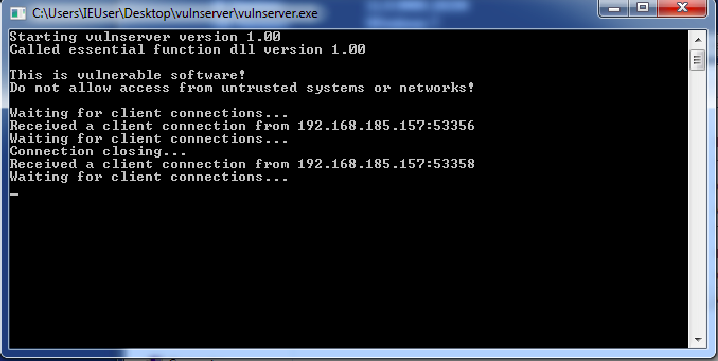 C:\Users\IEUser\Desktop\vulnserver\vulnserver.exe
Starting vulnserver version 1.00
Called essential function dll version 1.00
This is vulnerable software!
Do not allow access from untrusted systems or networks!
Waiting for client connections...
Received a client connection from 192.168.185.157:53356
Waiting for client connections...
Connection closing...
Received a client connection from 192.168.185.157:53358
Waiting for client connections...